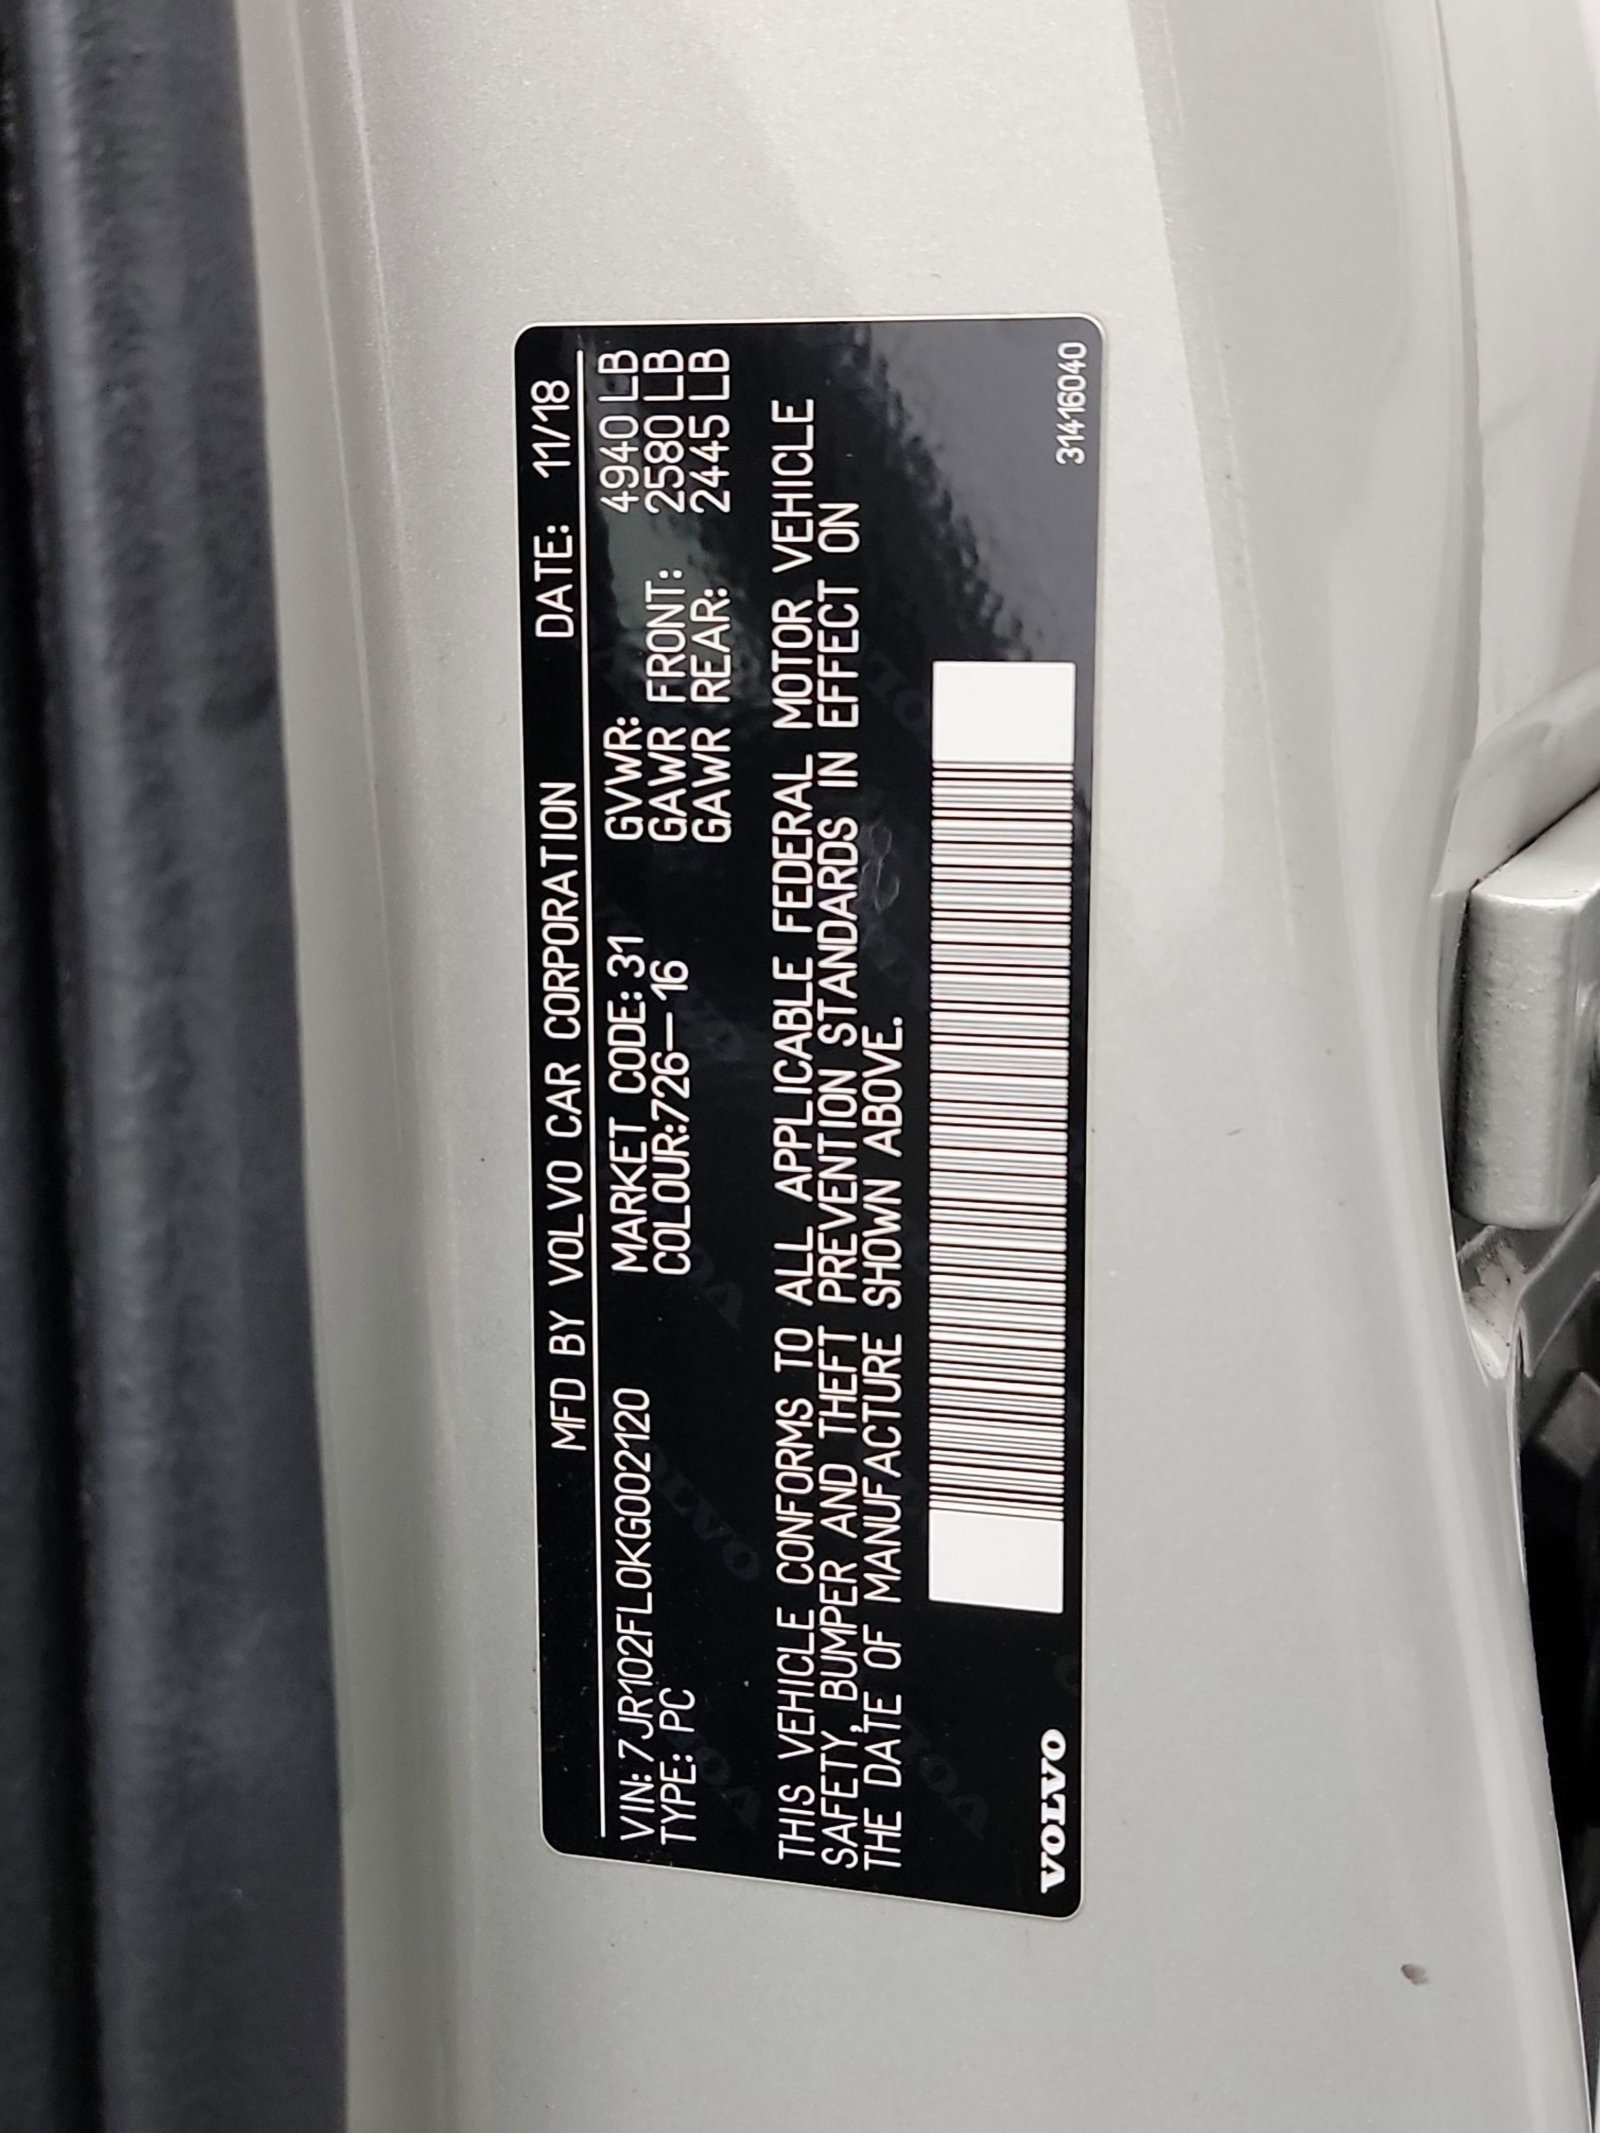 MFD BY VOLVO CAR CORPORATION DATE: 11/18
VIN: 7JR102FL0KG002120 MARKET CODE: 31 GVWR: 4940 LB
TYPE: PC COLOUR:726-16 GAWR FRONT: 2580 LB
GAWR REAR: 2445 LB
THIS VEHICLE CONFORMS TO ALL APPLICABLE FEDERAL MOTOR VEHICLE
SAFETY, BUMPER AND THEFT PREVENTION STANDARDS IN EFFECT ON
THE DATE OF MANUFACTURE SHOWN ABOVE.
VOLVO 31416040